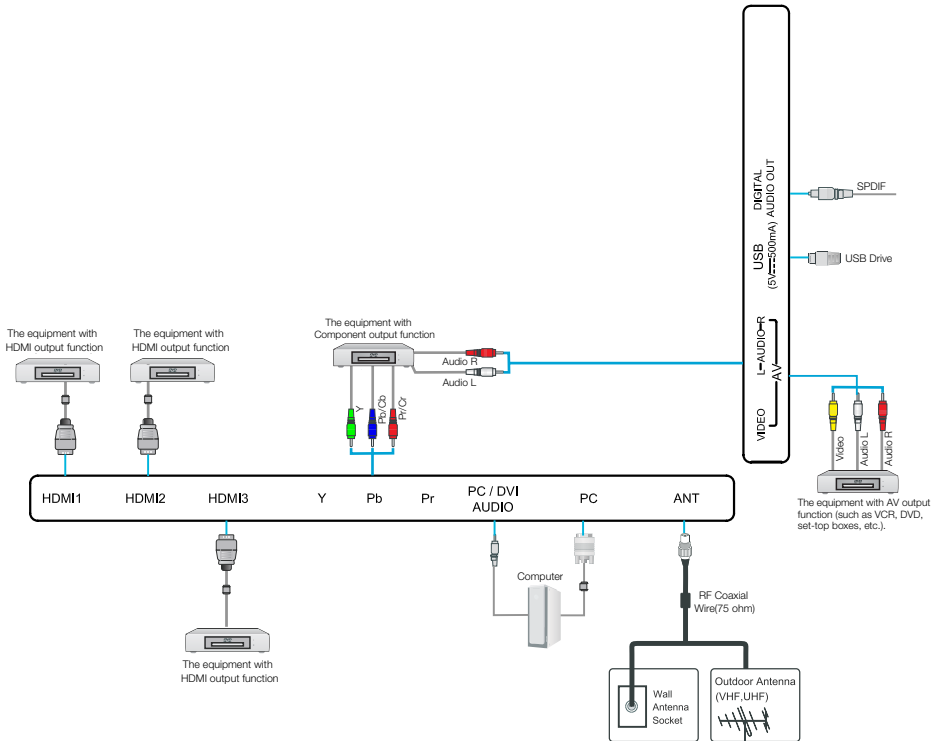 DIGITAL
AUDIO OUT
SPDIF
USB
(5V⎓500mA)
USB Drive
L-AUDIO-R
AV
VIDEO
The equipment with
HDMI output function
The equipment with
HDMI output function
The equipment with
Component output function
Audio R
Audio L
Y
Pb/Cb
Pr/Cr
Video
Audio L
Audio R
The equipment with AV output
function (such as VCR, DVD,
set-top boxes, etc.).
HDMI1
HDMI2
HDMI3
Y
Pb
Pr
PC / DVI
AUDIO
PC
ANT
Computer
RF Coaxial
Wire(75 ohm)
The equipment with
HDMI output function
Wall
Antenna
Socket
Outdoor Antenna
(VHF,UHF)